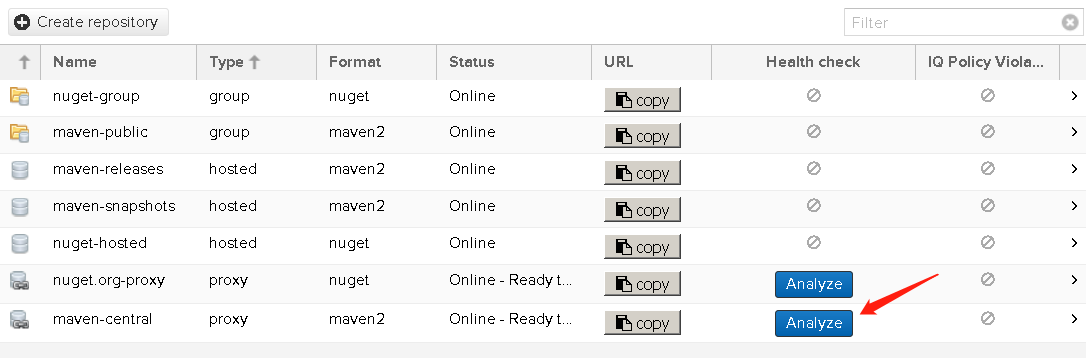 Create repository Filter
Name Type Format Status URL Health check IQ Policy Viola...
nuget-group group nuget Online copy
maven-public group maven2 Online copy
maven-releases hosted maven2 Online copy
maven-snapshots hosted maven2 Online copy
nuget-hosted hosted nuget Online copy
nuget.org-proxy proxy nuget Online - Ready t... copy Analyze
maven-central proxy maven2 Online - Ready t... copy Analyze